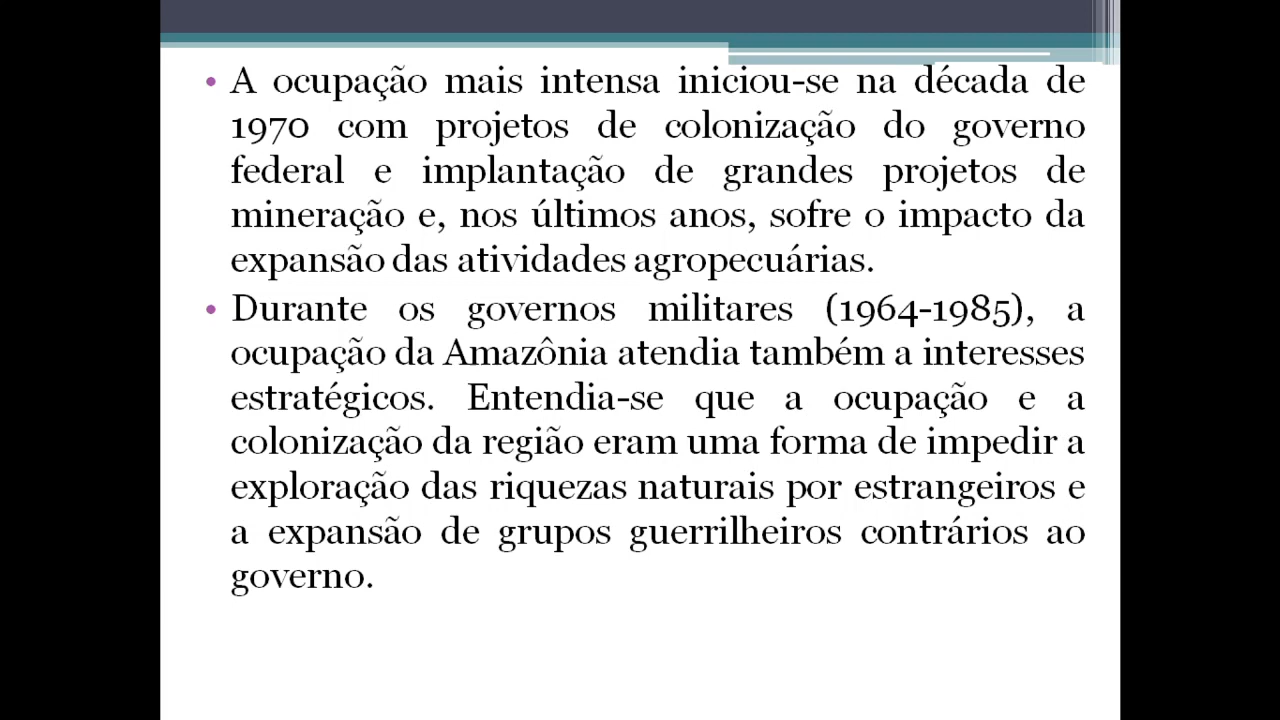 • A ocupação mais intensa iniciou-se na década de
1970 com projetos de colonização do governo
federal e implantação de grandes projetos de
mineração e, nos últimos anos, sofre o impacto da
expansão das atividades agropecuárias.
• Durante os governos militares (1964-1985), a
ocupação da Amazônia atendia também a interesses
estratégicos. Entendia-se que a ocupação e a
colonização da região eram uma forma de impedir a
exploração das riquezas naturais por estrangeiros e
a expansão de grupos guerrilheiros contrários ao
governo.